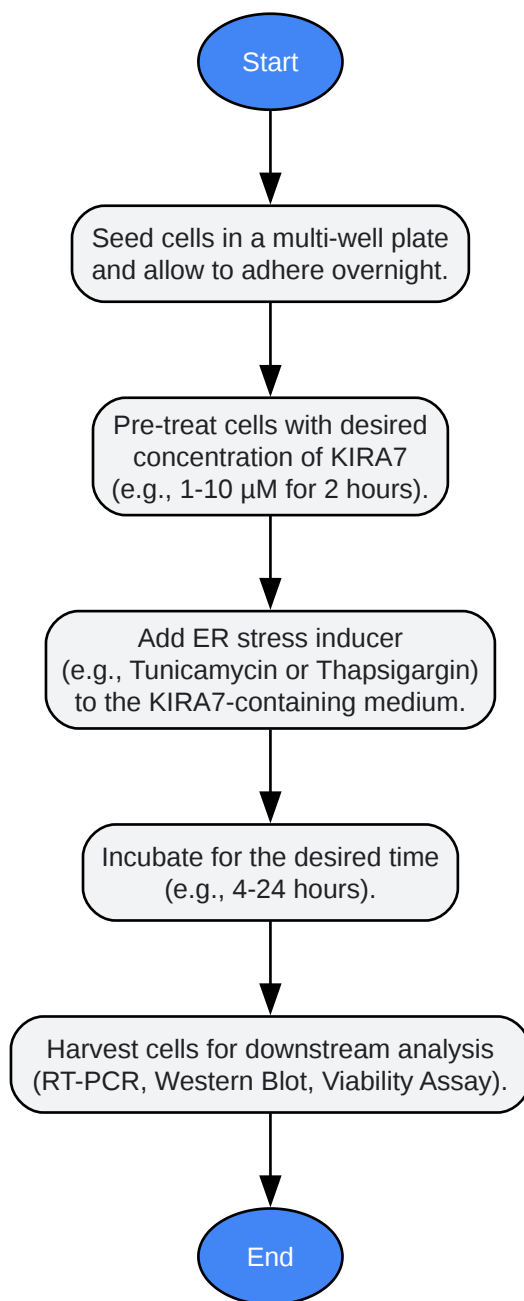 Start
Seed cells in a multi-well plate
and allow to adhere overnight.
Pre-treat cells with desired
concentration of KIRA7
(e.g., 1-10 µM for 2 hours).
Add ER stress inducer
(e.g., Tunicamycin or Thapsigargin)
to the KIRA7-containing medium.
Incubate for the desired time
(e.g., 4-24 hours).
Harvest cells for downstream analysis
(RT-PCR, Western Blot, Viability Assay).
End